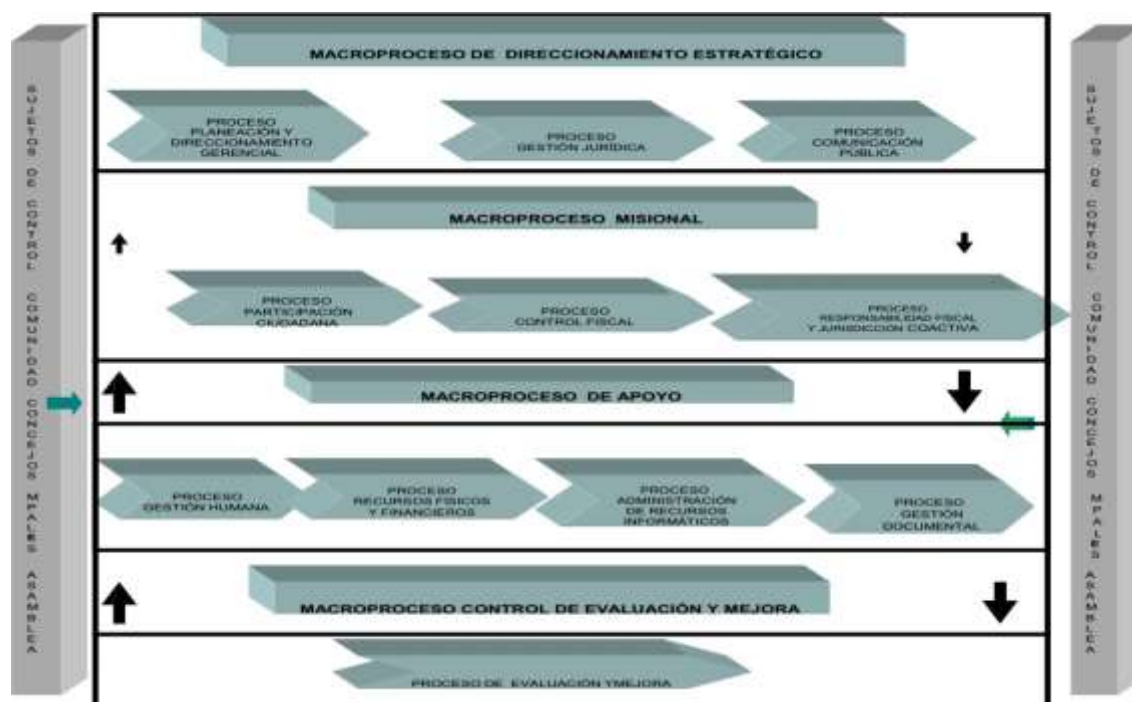 SUJETOS DE CONTROL COMUNIDAD CONCEJOS MPALES ASAMBLEA
MACROPROCESO DE DIRECCIONAMIENTO ESTRATÉGICO
PROCESO
PLANEACIÓN Y
DIRECCIONAMIENTO
GERENCIAL
PROCESO
GESTIÓN JURÍDICA
PROCESO
COMUNICACIÓN
PÚBLICA
MACROPROCESO MISIONAL
PROCESO
PARTICIPACIÓN
CIUDADANA
PROCESO
CONTROL FISCAL
PROCESO
RESPONSABILIDAD FISCAL
Y JURISDICCIÓN COACTIVA
MACROPROCESO DE APOYO
PROCESO
GESTIÓN HUMANA
PROCESO
RECURSOS FÍSICOS
Y FINANCIEROS
PROCESO
ADMINISTRACIÓN
DE RECURSOS
INFORMÁTICOS
PROCESO
GESTIÓN
DOCUMENTAL
MACROPROCESO CONTROL DE EVALUACIÓN Y MEJORA
PROCESO DE EVALUACIÓN YMEJORA
SUJETOS DE CONTROL COMUNIDAD CONCEJOS MPALES ASAMBLEA